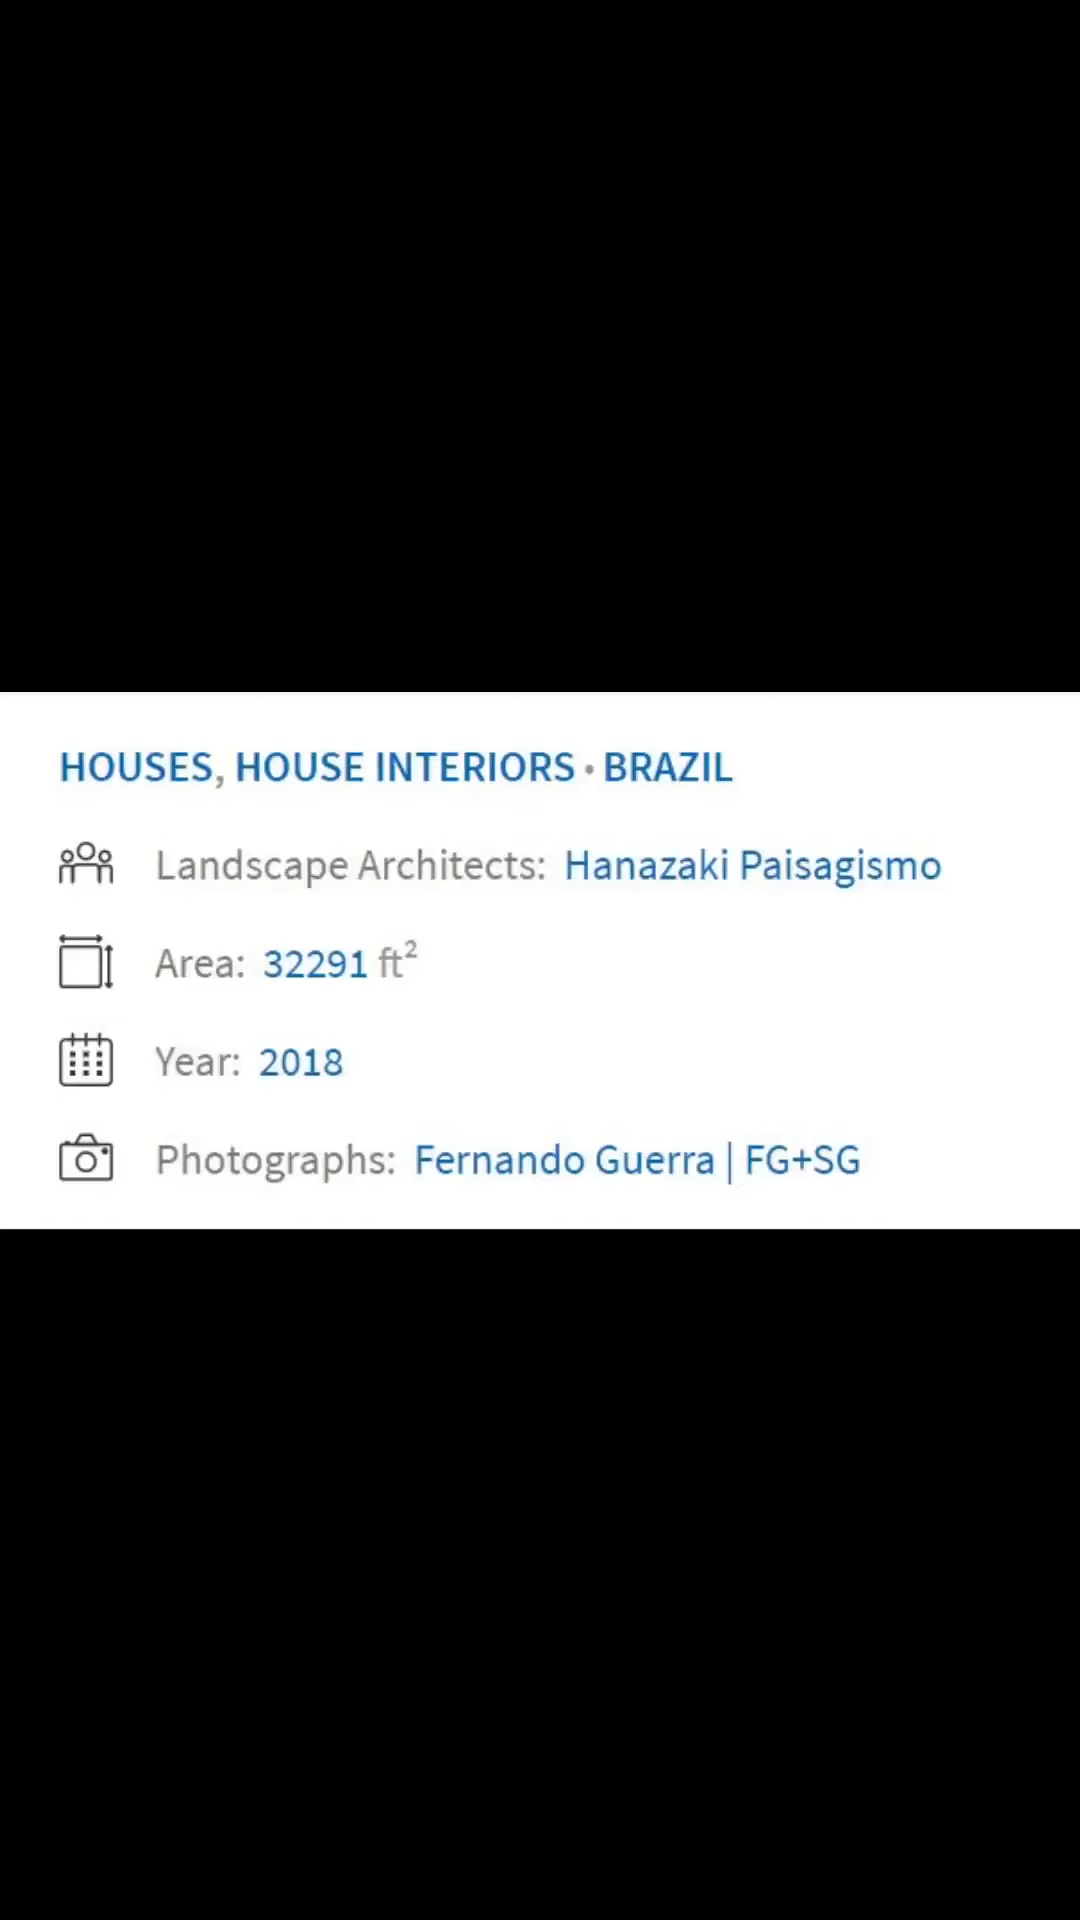 HOUSES, HOUSE INTERIORS • BRAZIL
Landscape Architects: Hanazaki Paisagismo
Area: 32291 ft²
Year: 2018
Photographs: Fernando Guerra | FG+SG